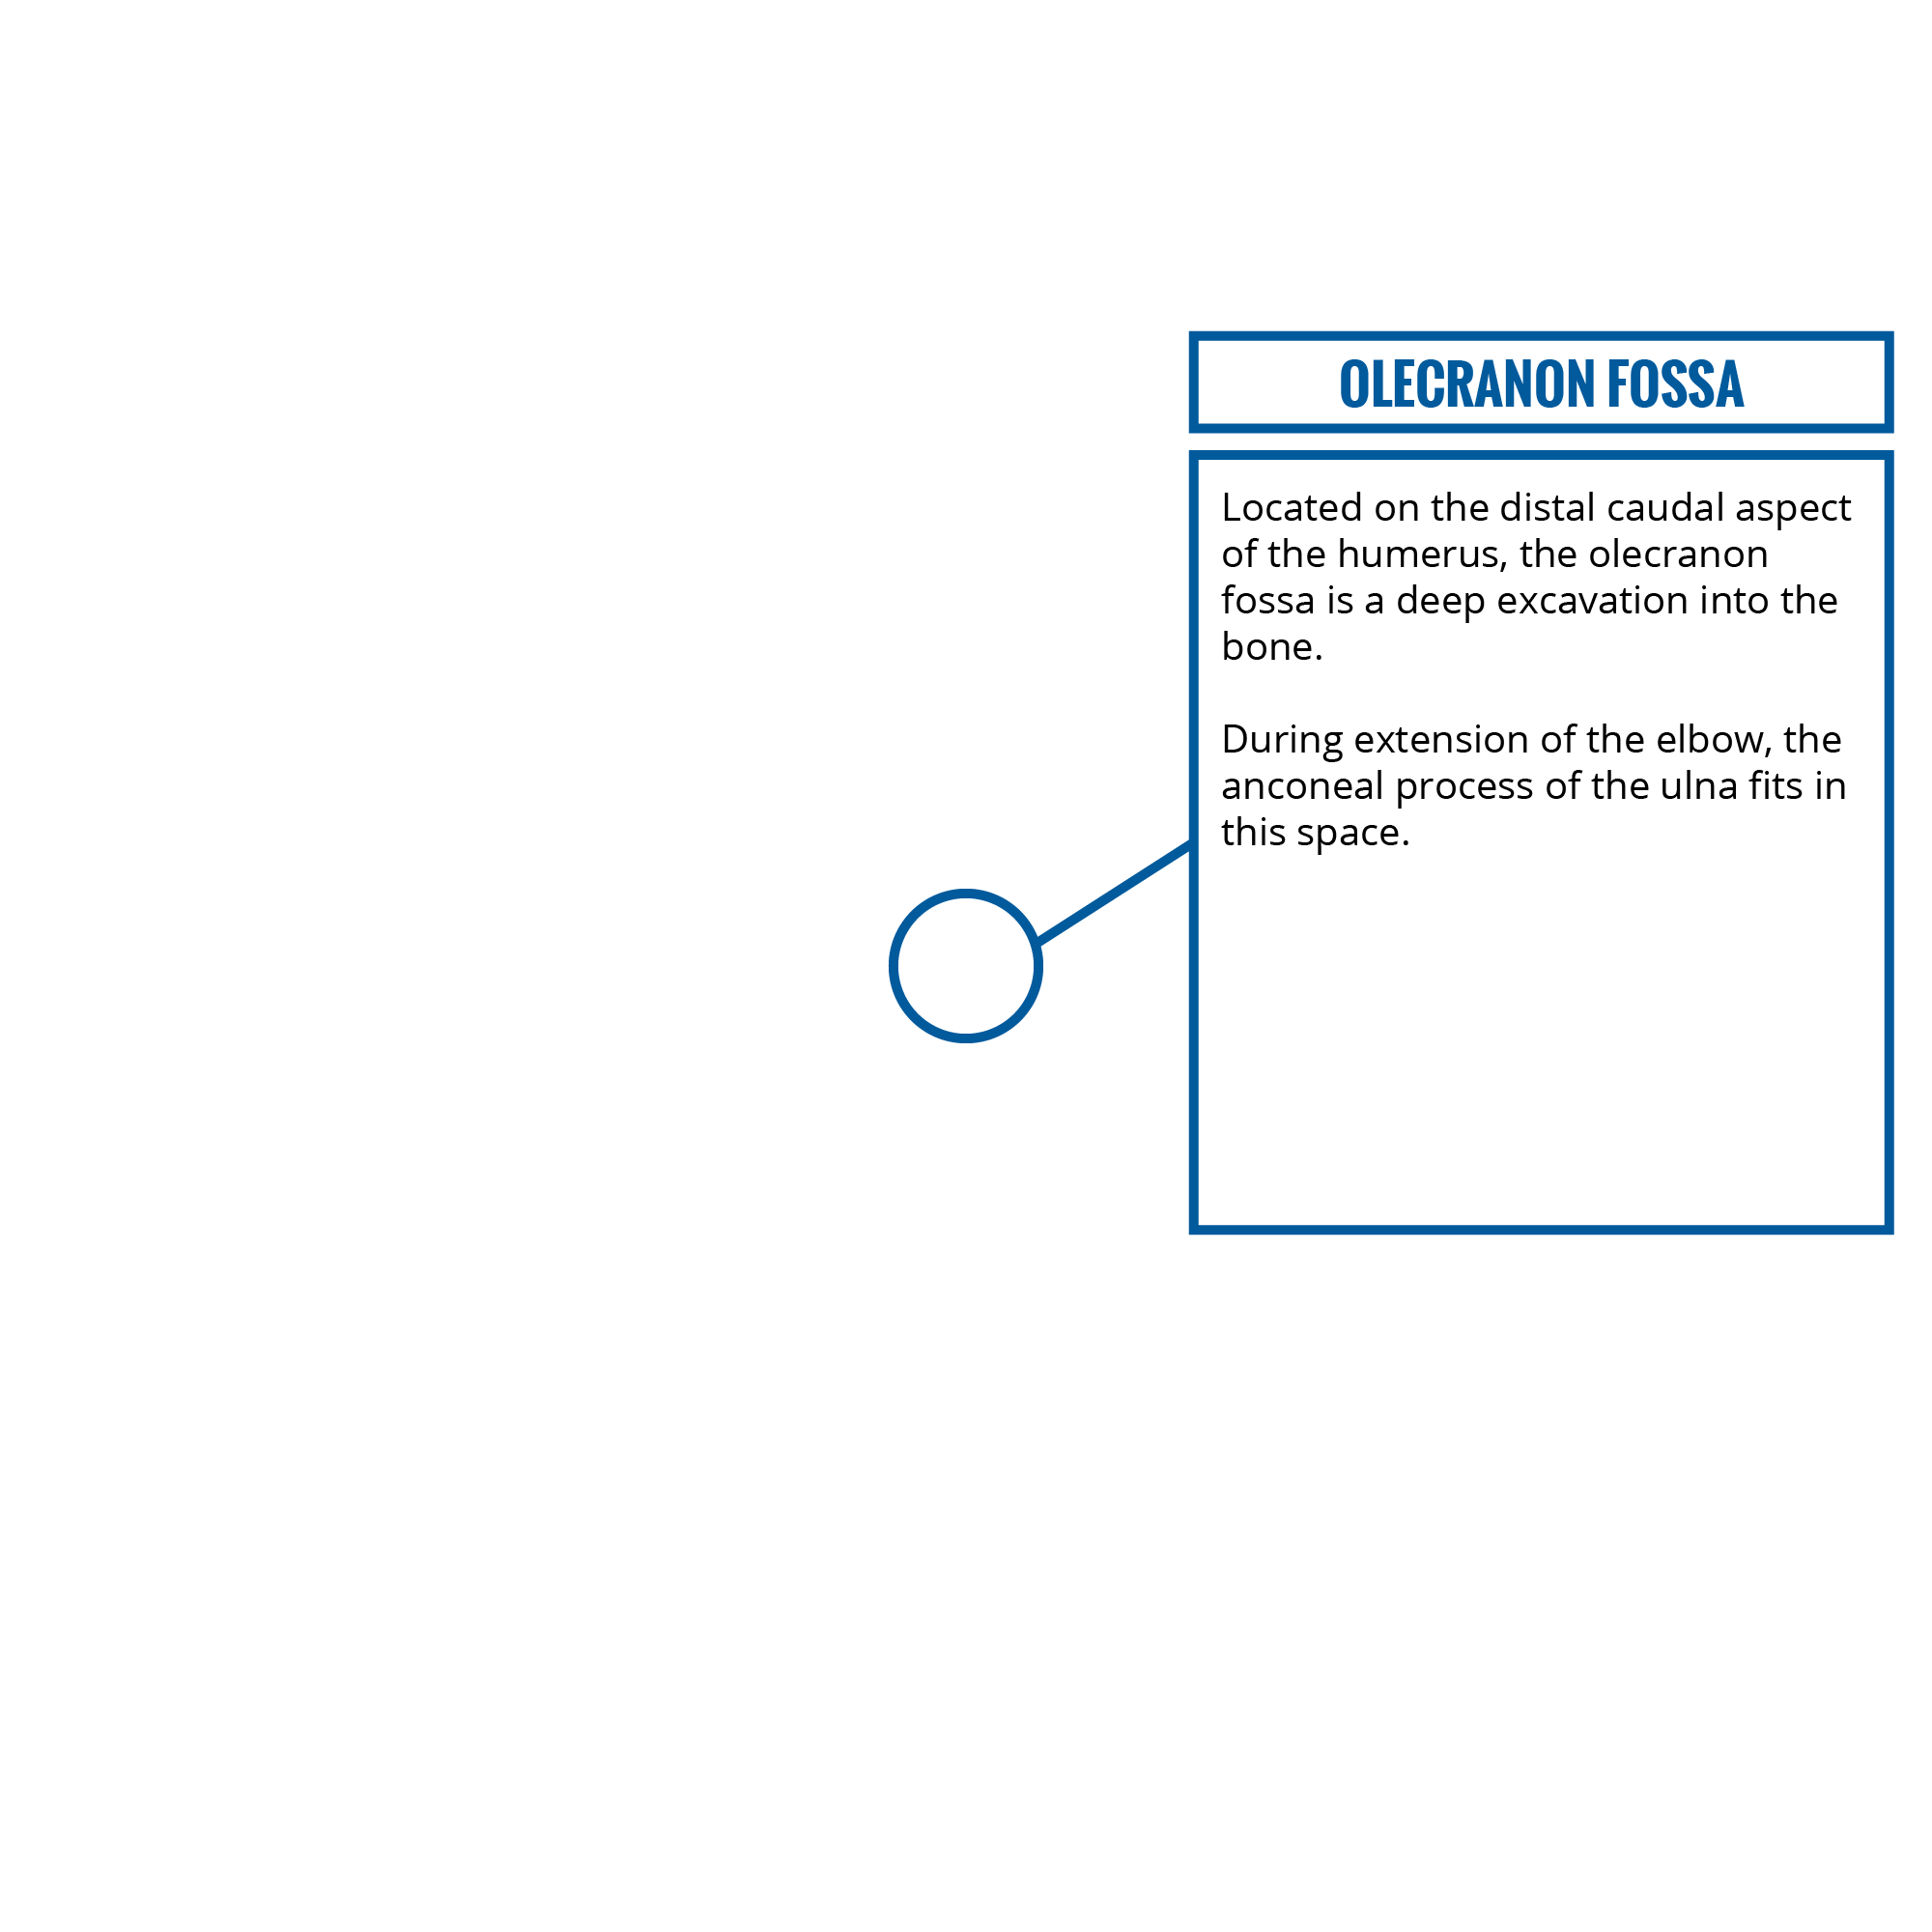 OLECRANON FOSSA
Located on the distal caudal aspect
of the humerus, the olecranon
fossa is a deep excavation into the
bone.
During extension of the elbow, the
anconeal process of the ulna fits in
this space.